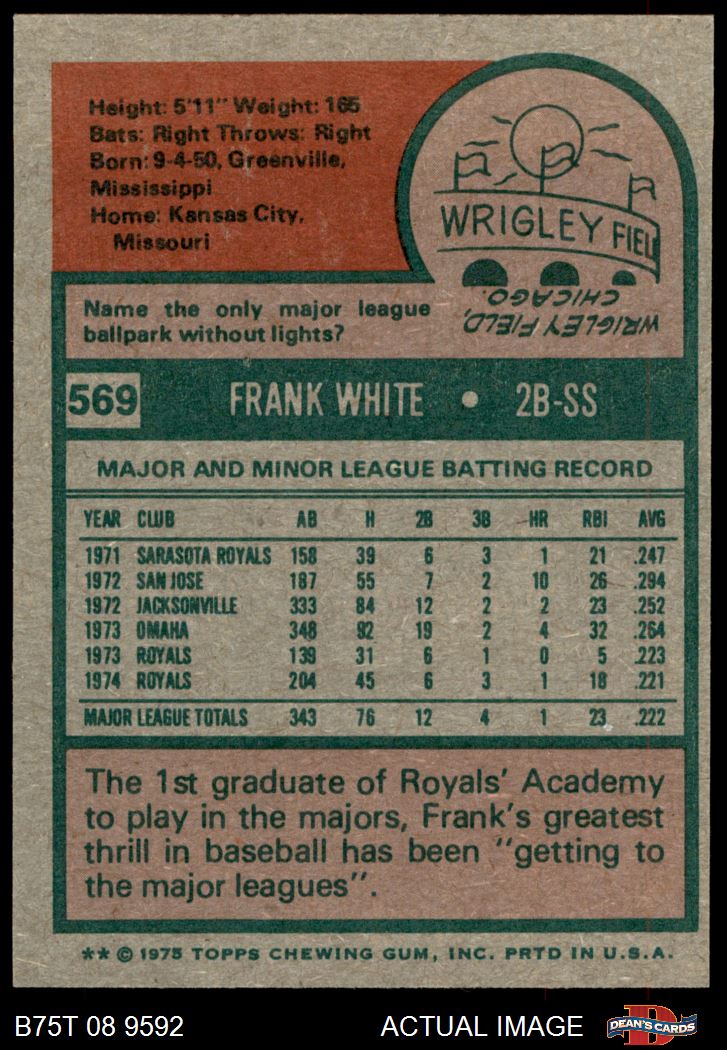 Height: 5'11" Weight: 165
Bats: Right Throws: Right
Born: 9-4-50, Greenville,
Mississippi
Home: Kansas City,
Missouri
WRIGLEY FIEL
WRIGLEY FIELD,
CHICAGO.
Name the only major league
ballpark without lights?
569 FRANK WHITE • 2B-SS
MAJOR AND MINOR LEAGUE BATTING RECORD
YEAR CLUB AB H 2B 3B HR RBI AVG
1971 SARASOTA ROYALS 158 39 6 3 1 21 .247
1972 SAN JOSE 187 55 7 2 10 26 .294
1972 JACKSONVILLE 333 84 12 2 2 23 .252
1973 OMAHA 348 92 19 2 4 32 .264
1973 ROYALS 139 31 6 1 0 5 .223
1974 ROYALS 204 45 6 3 1 18 .221
MAJOR LEAGUE TOTALS 343 76 12 4 1 23 .222
The 1st graduate of Royals' Academy
to play in the majors, Frank's greatest
thrill in baseball has been "getting to
the major leagues".
** © 1975 TOPPS CHEWING GUM, INC. PRTD IN U.S.A.
B75T 08 9592 ACTUAL IMAGE D DEAN'S CARDS